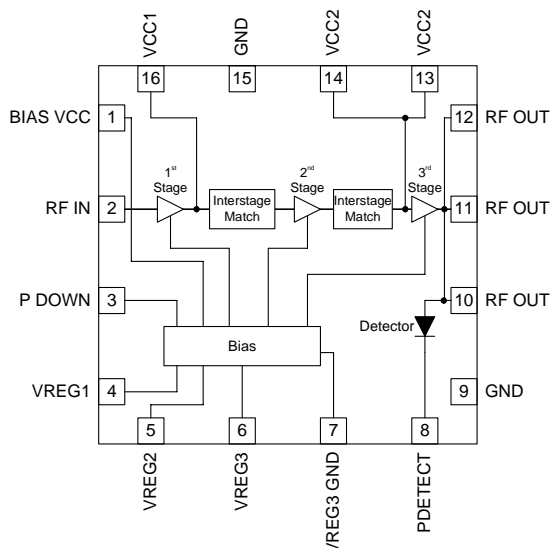 VCC1
GND
VCC2
VCC2
16
15
14
13
BIAS VCC
1
12
RF OUT
1st
Stage
2nd
Stage
3rd
Stage
RF IN
2
Interstage
Match
Interstage
Match
11
RF OUT
P DOWN
3
10
RF OUT
Detector
Bias
VREG1
4
9
GND
5
6
7
8
VREG2
VREG3
VREG3 GND
PDETECT